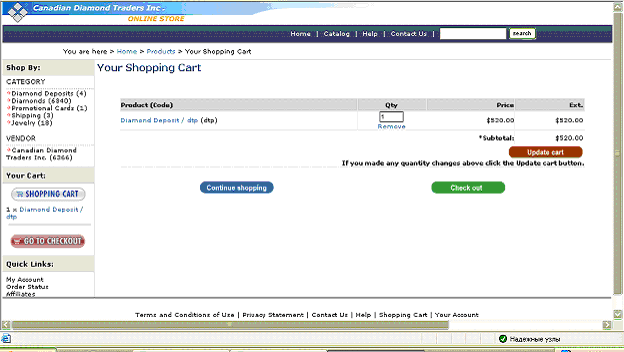 Canadian Diamond Traders Inc.
ONLINE STORE
Home | Catalog | Help | Contact Us | search
You are here > Home > Products > Your Shopping Cart
Shop By:
CATEGORY
Diamond Deposits (4)
Diamonds (6340)
Promotional Cards (1)
Shipping (3)
Jewelry (18)
VENDOR
Canadian Diamond
Traders Inc. (6366)
Your Cart:
SHOPPING CART
1 x Diamond Deposit /
dtp
GO TO CHECKOUT
Quick Links:
My Account
Order Status
Affiliates
Your Shopping Cart
Product (Code) Qty Price Ext.
Diamond Deposit / dtp (dtp) 1 $520.00 $520.00
Remove
*Subtotal: $520.00
Update cart
If you made any quantity changes above click the Update cart button.
Continue shopping Check out
Terms and Conditions of Use | Privacy Statement | Contact Us | Help | Shopping Cart | Your Account
Надежные узлы